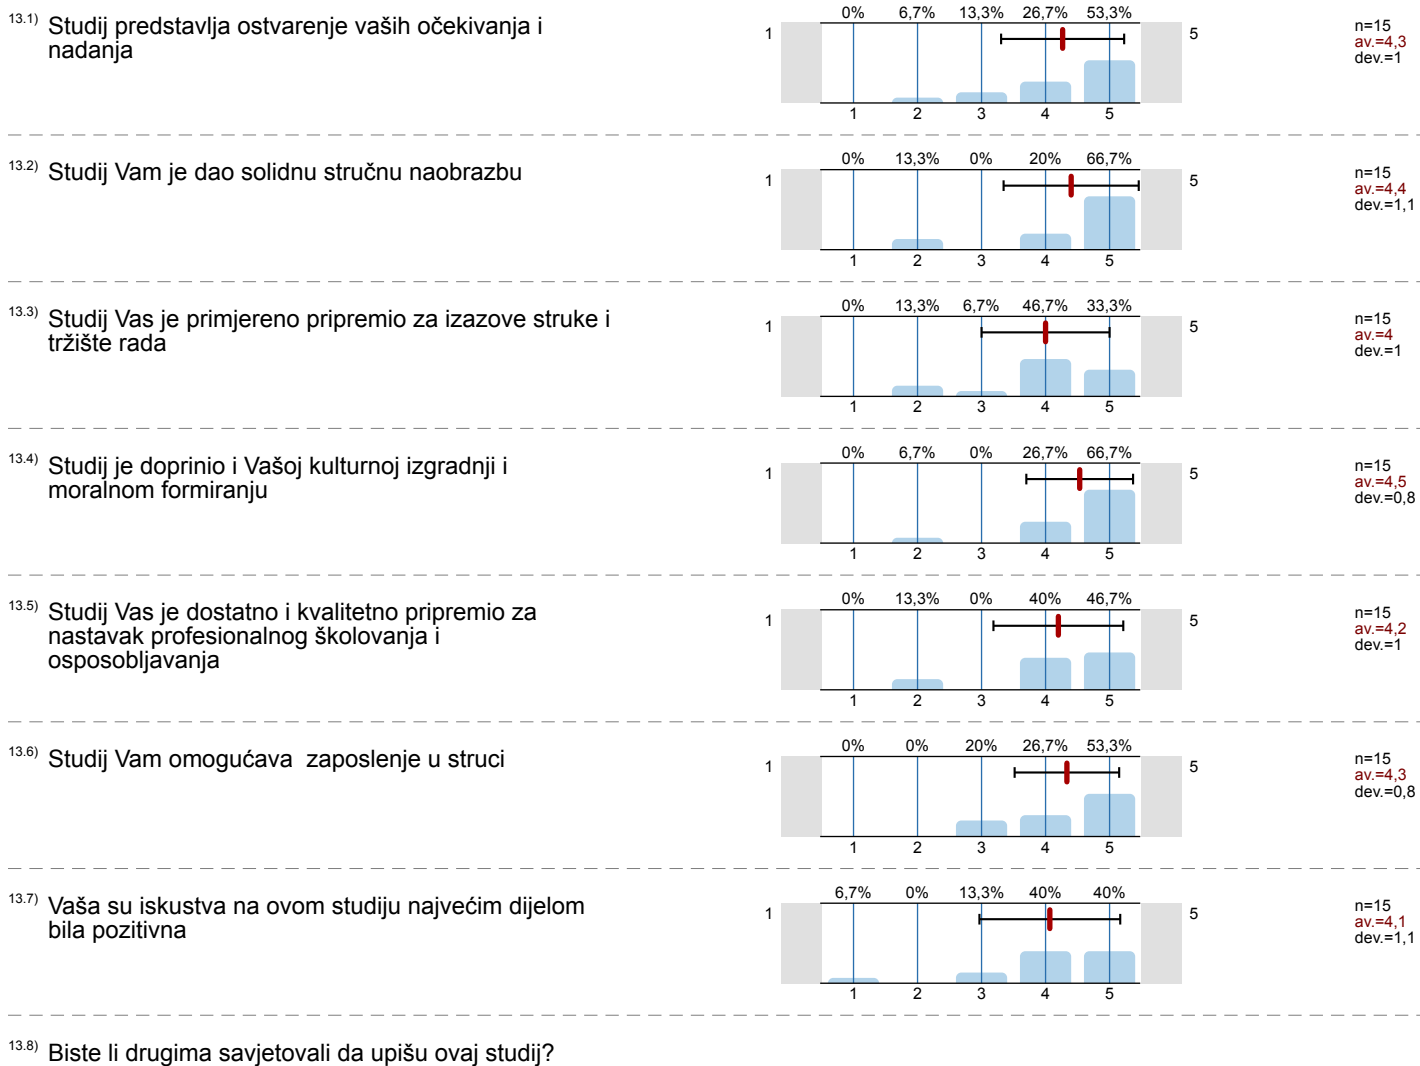 13.1) Studij predstavlja ostvarenje vaših očekivanja i
nadanja
0% 6,7% 13,3% 26,7% 53,3%
1 5
1 2 3 4 5
n=15
av.=4,3
dev.=1
13.2) Studij Vam je dao solidnu stručnu naobrazbu
0% 13,3% 0% 20% 66,7%
1 5
1 2 3 4 5
n=15
av.=4,4
dev.=1,1
13.3) Studij Vas je primjereno pripremio za izazove struke i
tržište rada
0% 13,3% 6,7% 46,7% 33,3%
1 5
1 2 3 4 5
n=15
av.=4
dev.=1
13.4) Studij je doprinio i Vašoj kulturnoj izgradnji i
moralnom formiranju
0% 6,7% 0% 26,7% 66,7%
1 5
1 2 3 4 5
n=15
av.=4,5
dev.=0,8
13.5) Studij Vas je dostatno i kvalitetno pripremio za
nastavak profesionalnog školovanja i
osposobljavanja
0% 13,3% 0% 40% 46,7%
1 5
1 2 3 4 5
n=15
av.=4,2
dev.=1
13.6) Studij Vam omogućava  zaposlenje u struci
0% 0% 20% 26,7% 53,3%
1 5
1 2 3 4 5
n=15
av.=4,3
dev.=0,8
13.7) Vaša su iskustva na ovom studiju najvećim dijelom
bila pozitivna
6,7% 0% 13,3% 40% 40%
1 5
1 2 3 4 5
n=15
av.=4,1
dev.=1,1
13.8) Biste li drugima savjetovali da upišu ovaj studij?